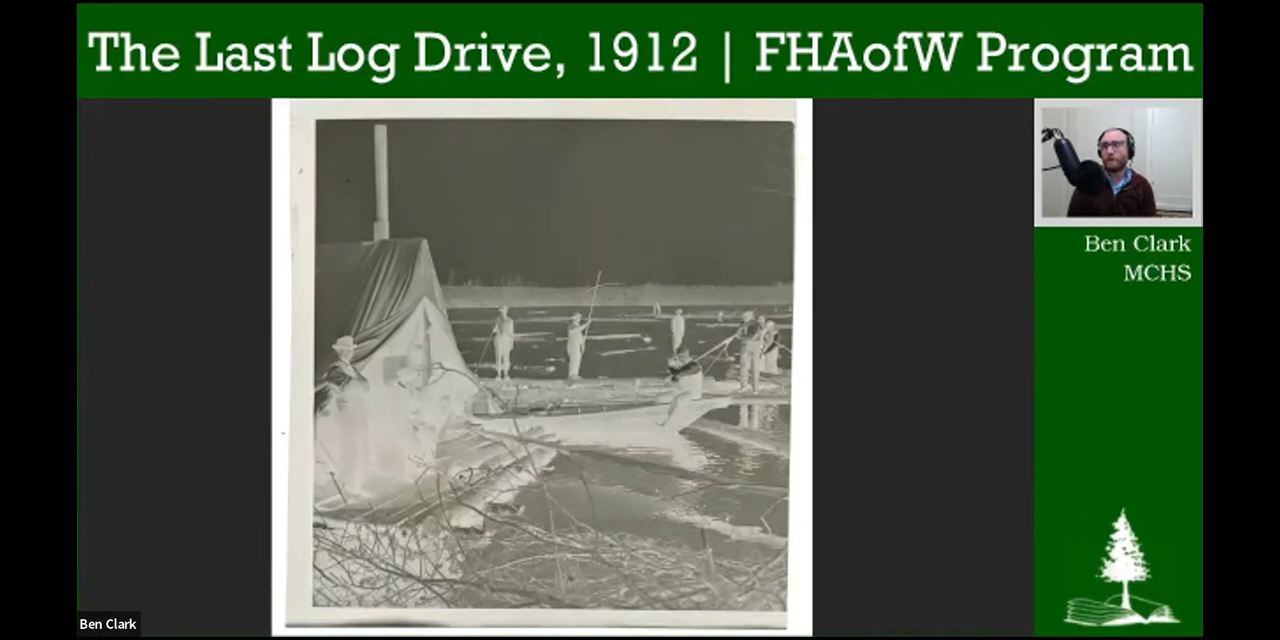 The Last Log Drive, 1912 | FHAofW Program
Ben Clark
MCHS
Ben Clark